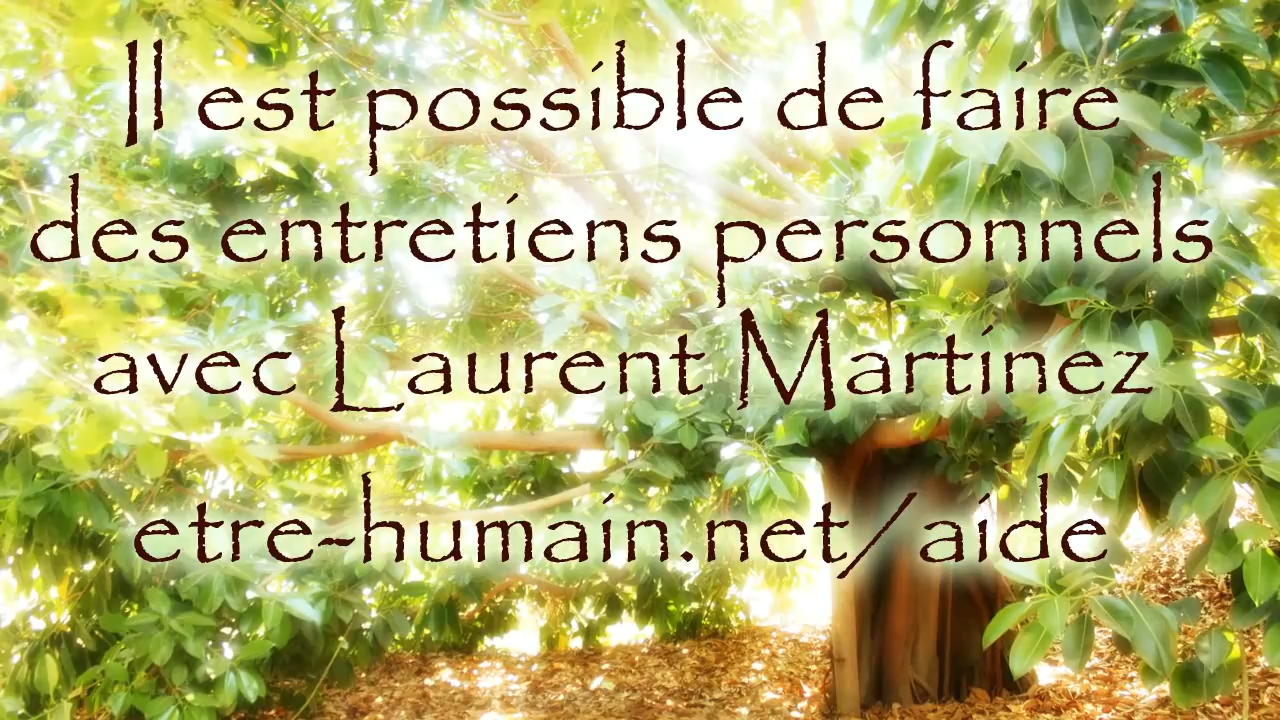 Il est possible de faire
des entretiens personnels
avec Laurent Martinez
etre-humain.net/aide